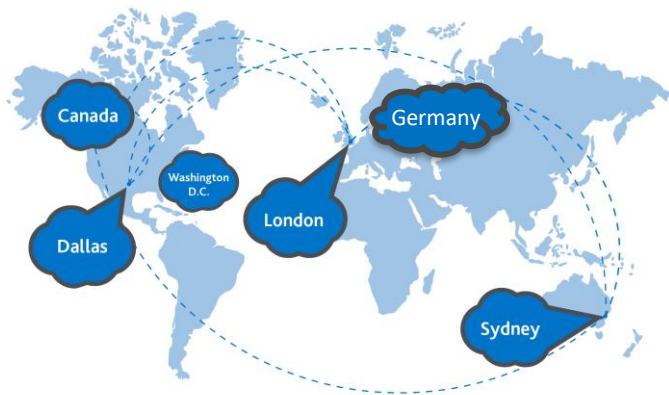 Canada
Germany
Washington
D.C.
London
Dallas
Sydney